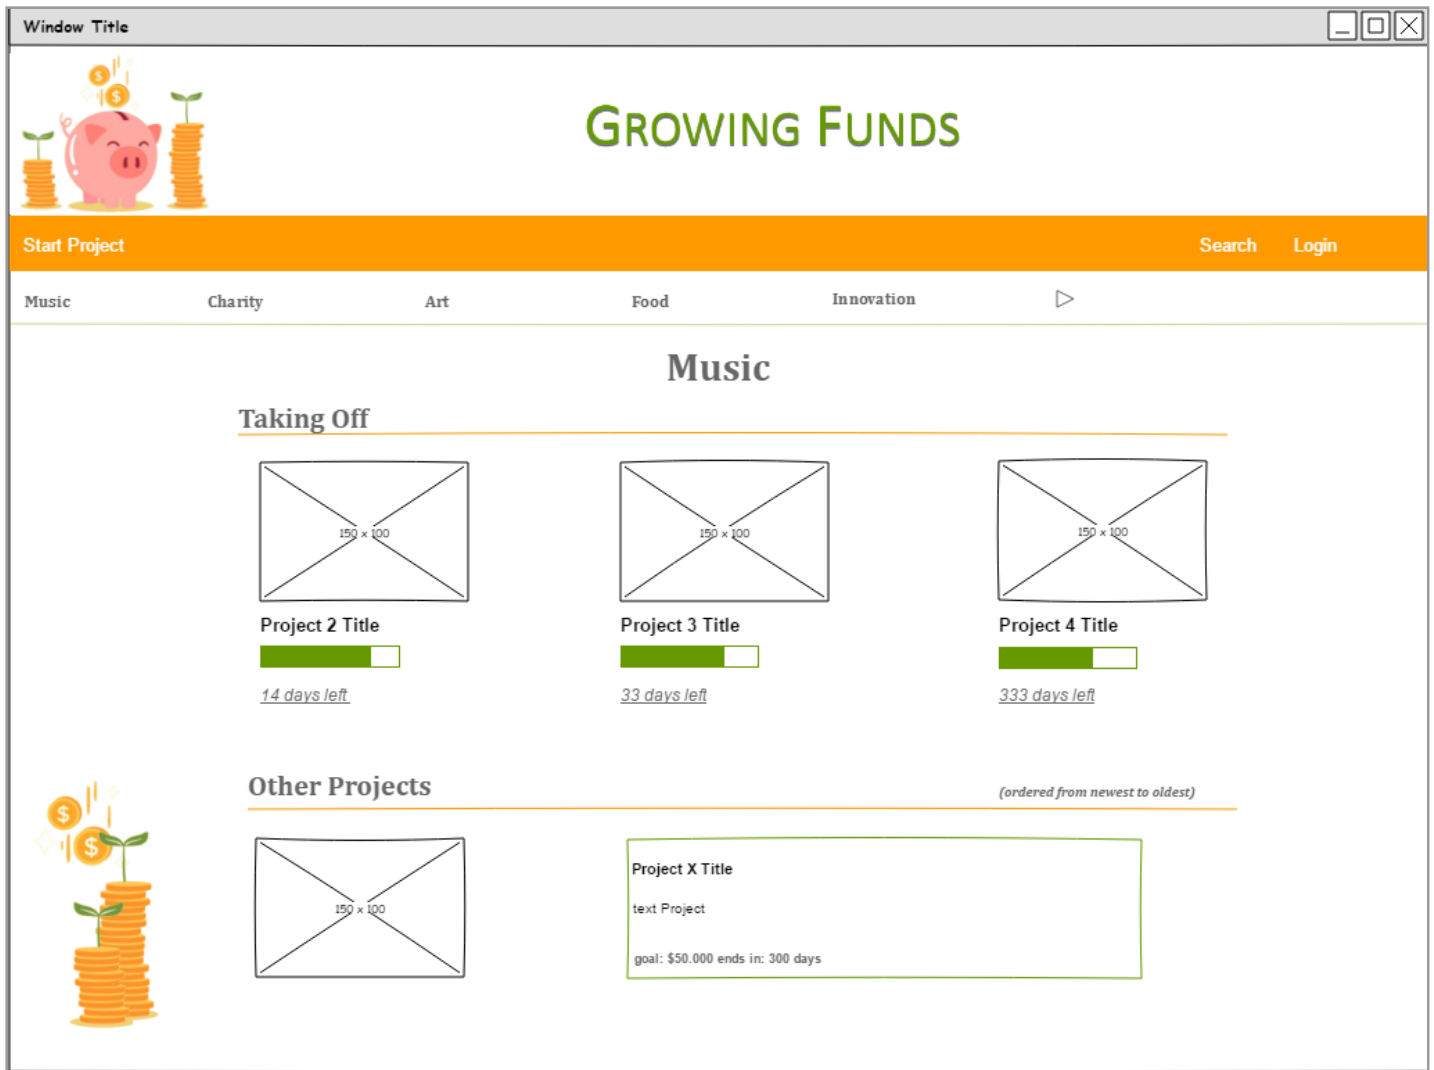 Window Title
$
$
GROWING FUNDS
Start Project Search Login
Music Charity Art Food Innovation
Music
Taking Off
150 x 100 150 x 100 150 x 100
Project 2 Title Project 3 Title Project 4 Title
14 days left 33 days left 333 days left
Other Projects (ordered from newest to oldest)
$
$
150 x 100
Project X Title
text Project
goal: $50.000 ends in: 300 days